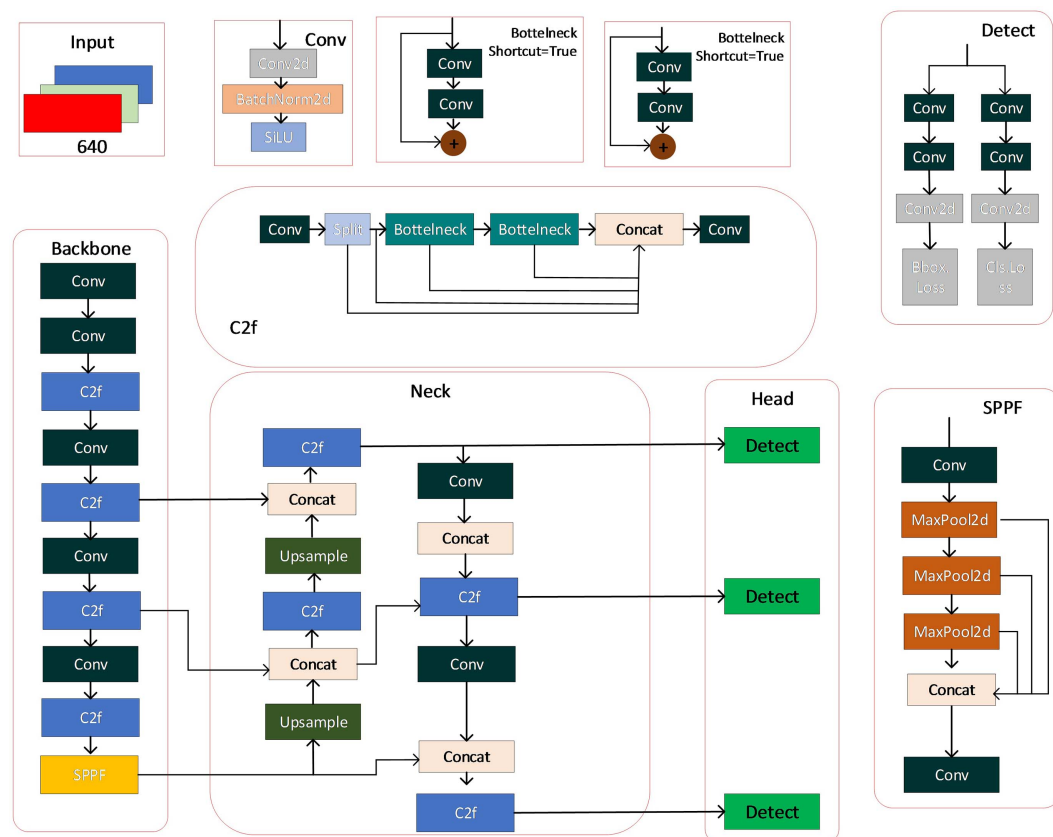 Input
640
Conv
Conv2d
BatchNorm2d
SiLU
Bottelneck
Shortcut=True
Conv
Conv
+
Bottelneck
Shortcut=True
Conv
Conv
+
Detect
Conv
Conv
Conv
Conv
Conv2d
Conv2d
Bbox.
Loss
Cls.Lo
ss
Conv
Split
Bottelneck
Bottelneck
Concat
Conv
C2f
Backbone
Conv
Conv
C2f
Conv
C2f
Conv
C2f
Conv
C2f
SPPF
Neck
C2f
Concat
Upsample
C2f
Concat
Upsample
Conv
Concat
C2f
Conv
Concat
C2f
Head
Detect
Detect
Detect
SPPF
Conv
MaxPool2d
MaxPool2d
MaxPool2d
Concat
Conv